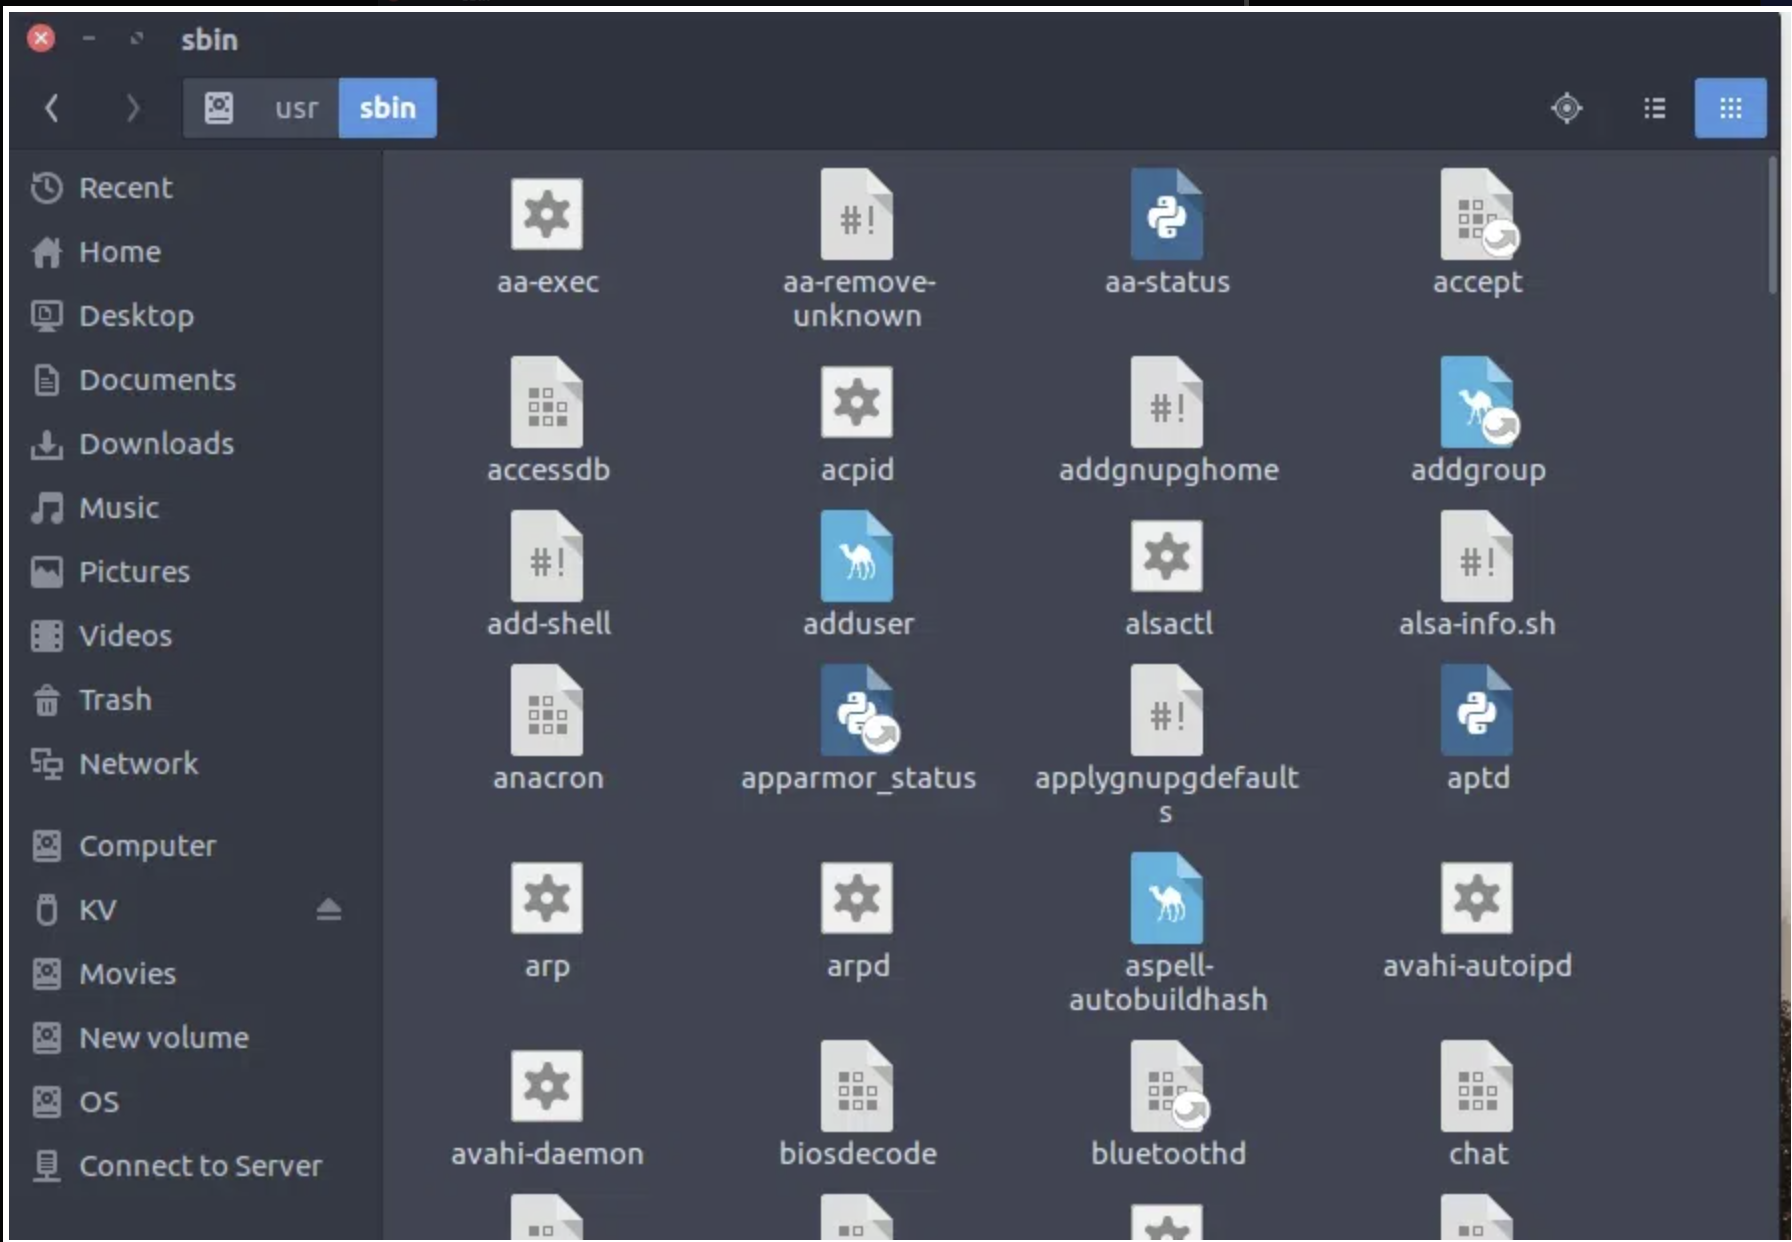 sbin
usr
sbin
Recent
Home
Desktop
Documents
Downloads
Music
Pictures
Videos
Trash
Network
Computer
KV
Movies
New volume
OS
Connect to Server
aa-exec
#!
aa-remove-
unknown
aa-status
accept
accessdb
acpid
#!
addgnupghome
addgroup
#!
add-shell
adduser
alsactl
#!
alsa-info.sh
anacron
apparmor_status
#!
applygnupgdefault
s
aptd
arp
arpd
aspell-
autobuildhash
avahi-autoipd
avahi-daemon
biosdecode
bluetoothd
chat